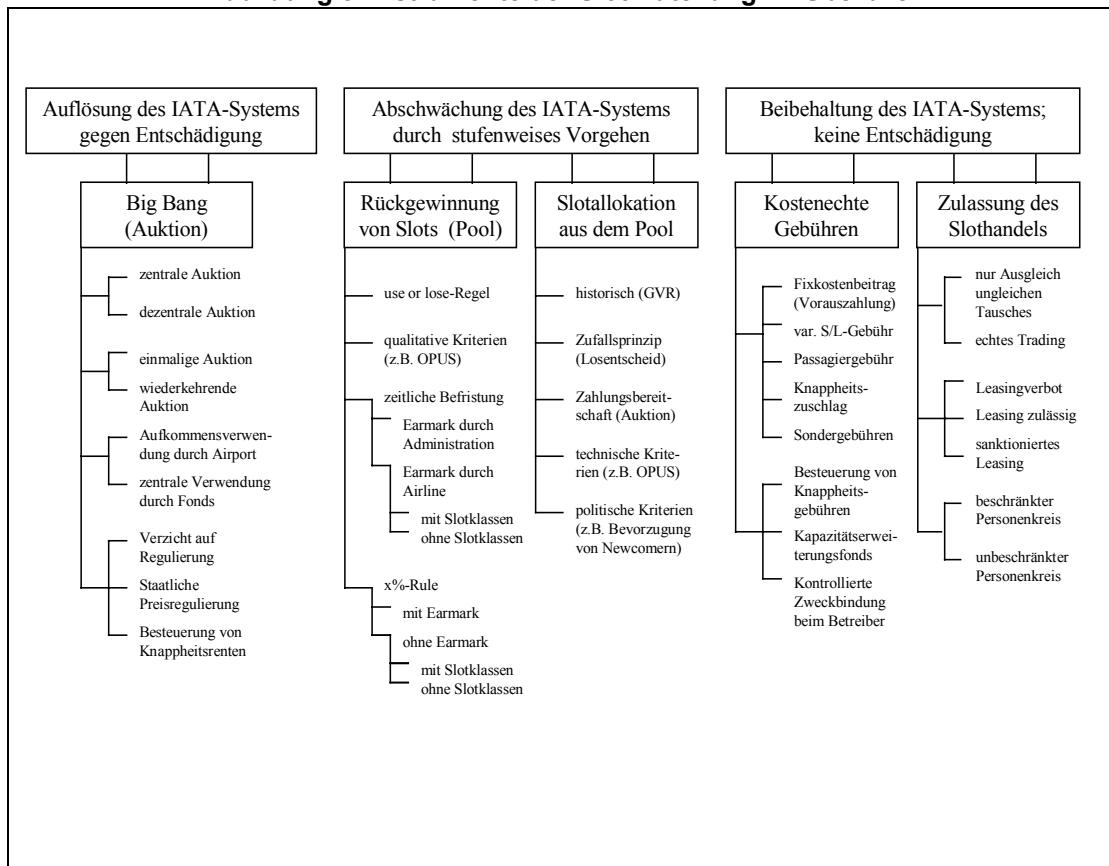 Auflösung des IATA-Systems
gegen Entschädigung
Big Bang
(Auktion)
zentrale Auktion
dezentrale Auktion
einmalige Auktion
wiederkehrende
Auktion
Aufkommensverwen-
dung durch Airport
zentrale Verwendung
durch Fonds
Verzicht auf
Regulierung
Staatliche
Preisregulierung
Besteuerung von
Knappheitsrenten
Abschwächung des IATA-Systems
durch stufenweises Vorgehen
Rückgewinnung
von Slots (Pool)
use or lose-Regel
qualitative Kriterien
(z.B. OPUS)
zeitliche Befristung
Earmark durch
Administration
Earmark durch
Airline
mit Slotklassen
ohne Slotklassen
x%-Rule
mit Earmark
ohne Earmark
mit Slotklassen
ohne Slotklassen
Slotallokation
aus dem Pool
historisch (GVR)
Zufallsprinzip
(Losentscheid)
Zahlungsbereit-
schaft (Auktion)
technische Krite-
rien (z.B. OPUS)
politische Kriterien
(z.B. Bevorzugung
von Newcomern)
Beibehaltung des IATA-Systems;
keine Entschädigung
Kostenechte
Gebühren
Fixkostenbeitrag
(Vorauszahlung)
var. S/L-Gebühr
Passagiergebühr
Knappheits-
zuschlag
Sondergebühren
Besteuerung von
Knappheits-
gebühren
Kapazitätserwei-
terungsfonds
Kontrollierte
Zweckbindung
beim Betreiber
Zulassung des
Slothandels
nur Ausgleich
ungleichen
Tausches
echtes Trading
Leasingverbot
Leasing zulässig
sanktioniertes
Leasing
beschränkter
Personenkreis
unbeschränkter
Personenkreis